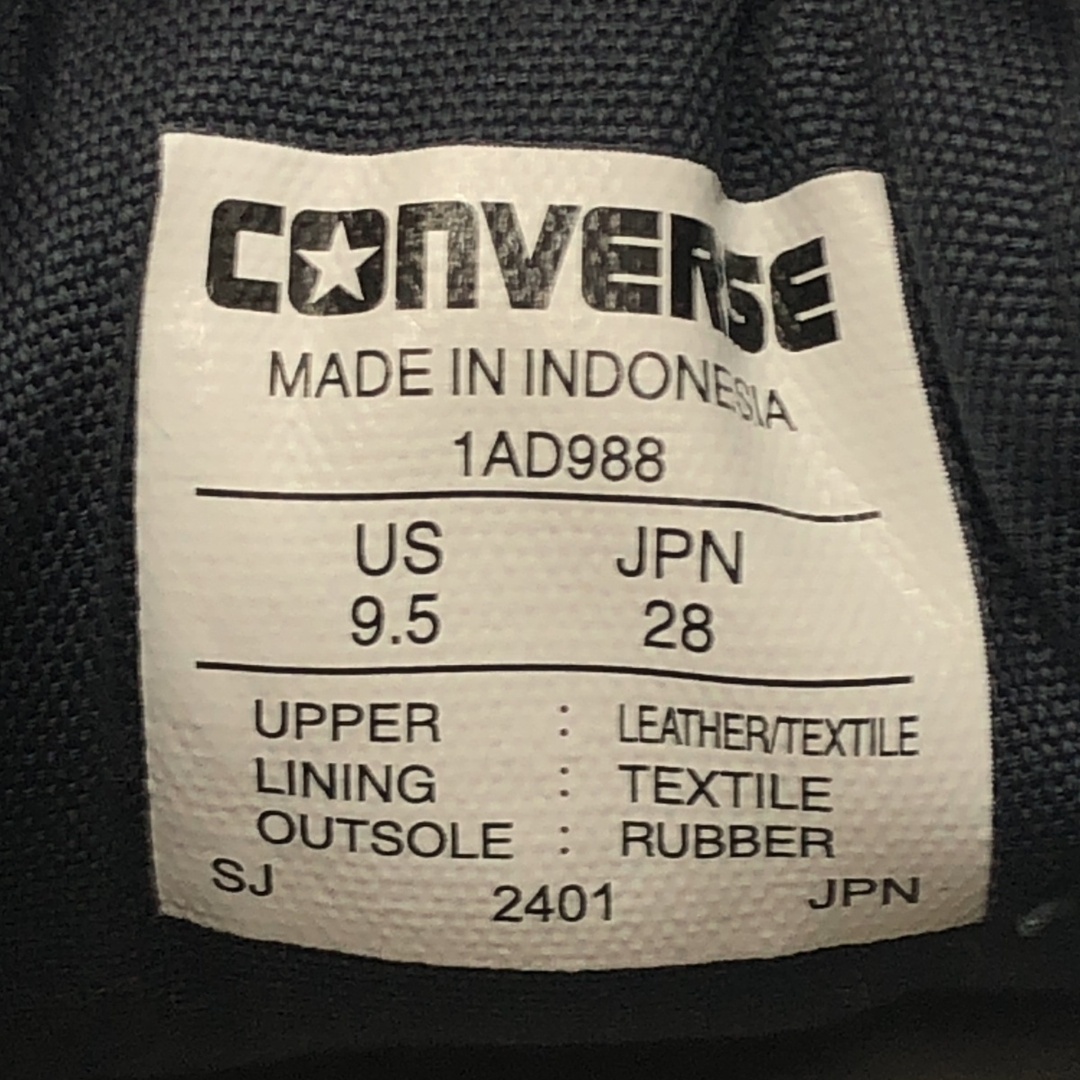 CONVERSE
MADE IN INDONESIA
1AD988
US JPN
9.5 28
UPPER : LEATHER/TEXTILE
LINING : TEXTILE
OUTSOLE : RUBBER
SJ 2401 JPN